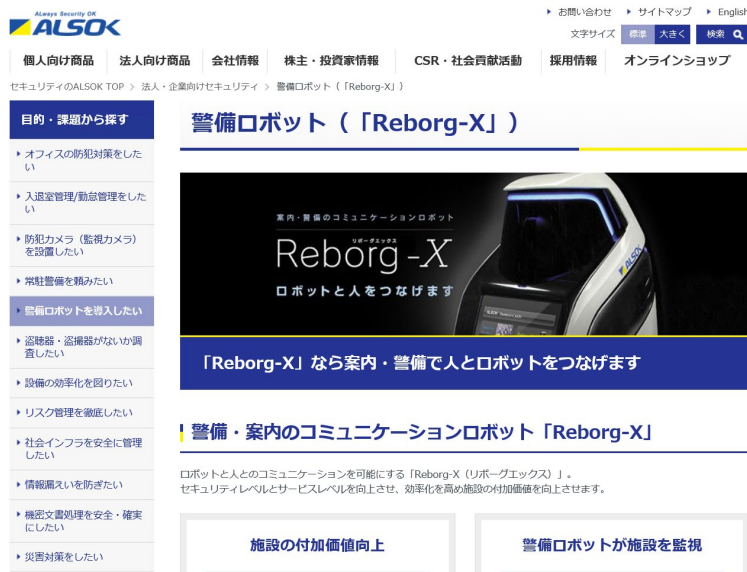 お問い合わせ サイトマップ English
ALways Security OK
ALSOK
文字サイズ 標準 大きく 検索
個人向け商品 法人向け商品 会社情報 株主・投資家情報 CSR・社会貢献活動 採用情報 オンラインショップ
セキュリティのALSOK TOP > 法人・企業向けセキュリティ > 警備ロボット（「Reborg-X」）
目的・課題から探す
オフィスの防犯対策をした
い
入退室管理/勤怠管理をした
い
防犯カメラ（監視カメラ）
を設置したい
常駐警備を頼みたい
警備ロボットを導入したい
盗聴器・盗撮器がないか調
査したい
設備の効率化を図りたい
リスク管理を徹底したい
社会インフラを安全に管理
したい
情報漏えいを防ぎたい
機密文書処理を安全・確実
にしたい
災害対策をしたい
警備ロボット（「Reborg-X」）
案内・警備のコミュニケーションロボット
リボーグエックス
Reborg-X
ロボットと人をつなげます
ALSOK
「Reborg-X」なら案内・警備で人とロボットをつなげます
警備・案内のコミュニケーションロボット「Reborg-X」
ロボットと人とのコミュニケーションを可能にする「Reborg-X（リボーグエックス）」。
セキュリティレベルとサービスレベルを向上させ、効率化を高め施設の付加価値を向上させます。
施設の付加価値向上
警備ロボットが施設を監視